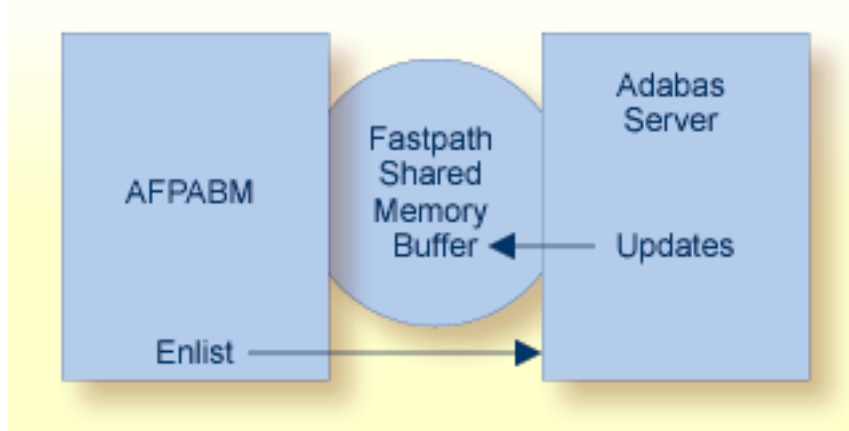 AFPABM
Enlist
Fastpath
Shared
Memory
Buffer
Adabas
Server
Updates